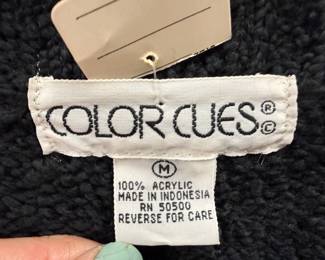 COLOR CUES®©
M
100% ACRYLIC
MADE IN INDONESIA
RN 50500
REVERSE FOR CARE